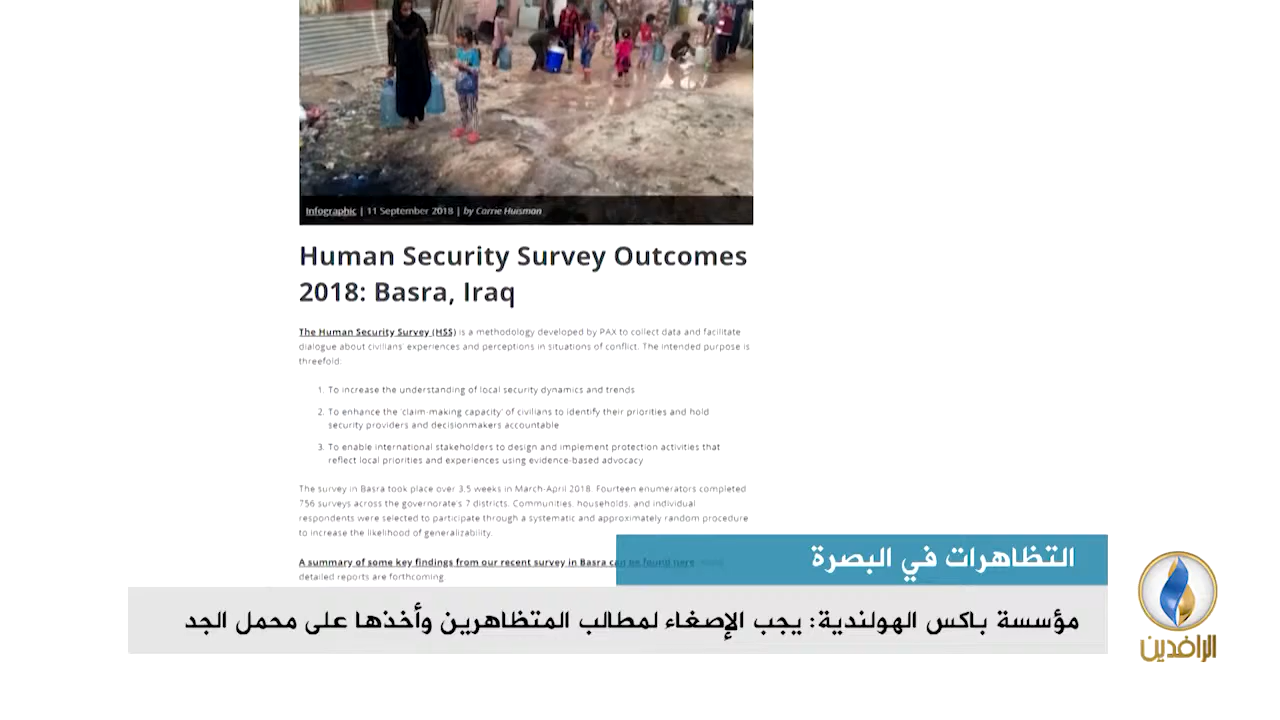 Infographic | 11 September 2018 | by Carrie Huisman
Human Security Survey Outcomes
2018: Basra, Iraq
The Human Security Survey (HSS) is a methodology developed by PAX to collect data and facilitate
dialogue about civilians' experiences and perceptions in situations of conflict. The intended purpose is
threefold:
1. To increase the understanding of local security dynamics and trends
2. To enhance the 'claim-making capacity' of civilians to identify their priorities and hold
security providers and decisionmakers accountable
3. To enable international stakeholders to design and implement protection activities that
reflect local priorities and experiences using evidence-based advocacy
The survey in Basra took place over 3.5 weeks in March-April 2018. Fourteen enumerators completed
756 surveys across the governorate's 7 districts. Communities, households, and individual
respondents were selected to participate through a systematic and approximately random procedure
to increase the likelihood of generalizability.
A summary of some key findings from our recent survey in Basra can be found here
detailed reports are forthcoming
التظاهرات في البصرة
مؤسسة باكس الهولندية: يجب الإصغاء لمطالب المتظاهرين وأخذها على محمل الجد
الرافدين